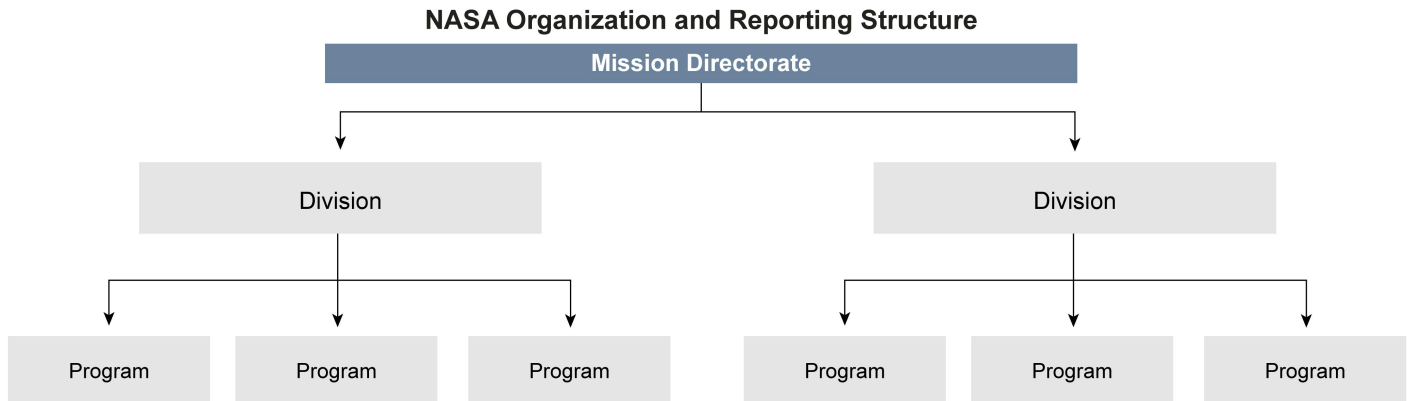 NASA Organization and Reporting Structure
Mission Directorate
Division
Division
Program
Program
Program
Program
Program
Program